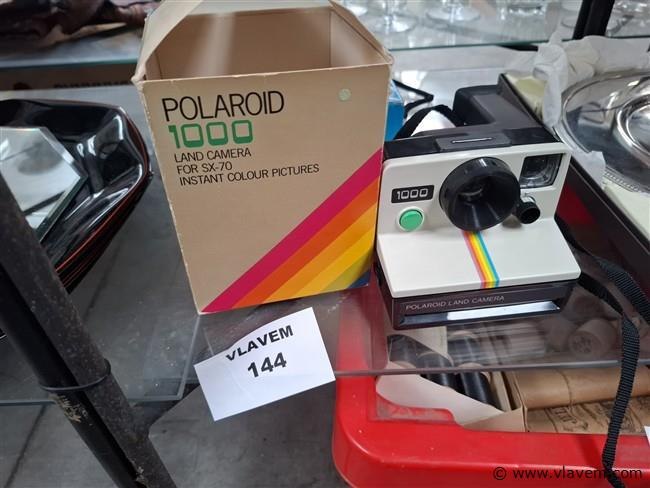 POLAROID
1000
LAND CAMERA
FOR SX-70
INSTANT COLOUR PICTURES
1000
POLAROID LAND CAMERA
VLAVEM
144
© www.vlavem.com